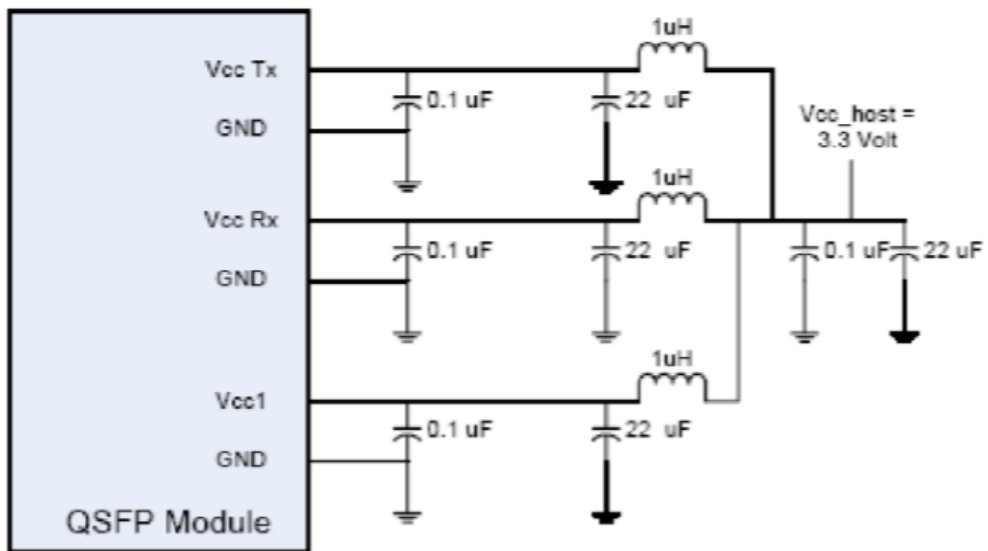 1uH
Vcc Tx
0.1 uF
22 uF
GND
Vcc_host =
3.3 Volt
1uH
Vcc Rx
0.1 uF
22 uF
0.1 uF
22 uF
GND
1uH
Vcc1
0.1 uF
22 uF
GND
QSFP Module